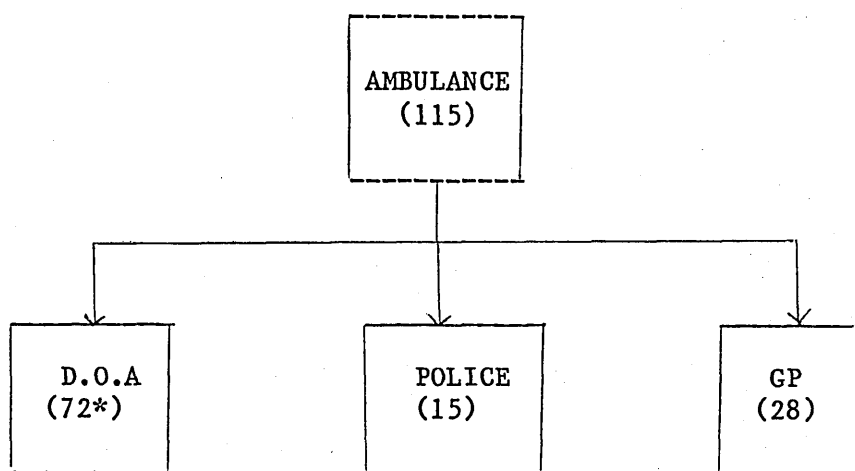 AMBULANCE
(115)
D.O.A
(72*)
POLICE
(15)
GP
(28)